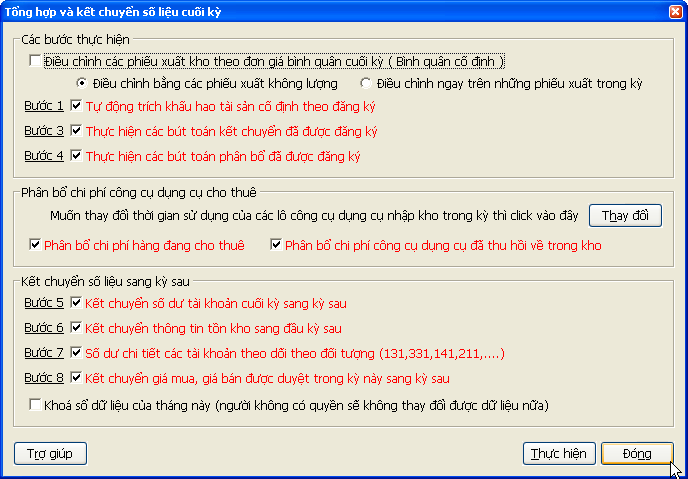 Tổng hợp và kết chuyển số liệu cuối kỳ
Các bước thực hiện
Điều chỉnh các phiếu xuất kho theo đơn giá bình quân cuối kỳ ( Bình quân cố định )
Điều chỉnh bằng các phiếu xuất không lượng Điều chỉnh ngay trên những phiếu xuất trong kỳ
Bước 1 Tự động trích khấu hao tài sản cố định theo đăng ký
Bước 3 Thực hiện các bút toán kết chuyển đã được đăng ký
Bước 4 Thực hiện các bút toán phân bổ đã được đăng ký
Phân bổ chi phí công cụ dụng cụ cho thuê
Muốn thay đổi thời gian sử dụng của các lô công cụ dụng cụ nhập kho trong kỳ thì click vào đây Thay đổi
Phân bổ chi phí hàng đang cho thuê Phân bổ chi phí công cụ dụng cụ đã thu hồi về trong kho
Kết chuyển số liệu sang kỳ sau
Bước 5 Kết chuyển số dư tài khoản cuối kỳ sang kỳ sau
Bước 6 Kết chuyển thông tin tồn kho sang đầu kỳ sau
Bước 7 Số dư chi tiết các tài khoản theo dõi theo đối tượng (131,331,141,211,....)
Bước 8 Kết chuyển giá mua, giá bán được duyệt trong kỳ này sang kỳ sau
Khoá sổ dữ liệu của tháng này (người không có quyền sẽ không thay đổi được dữ liệu nữa)
Trợ giúp Thực hiện Đóng